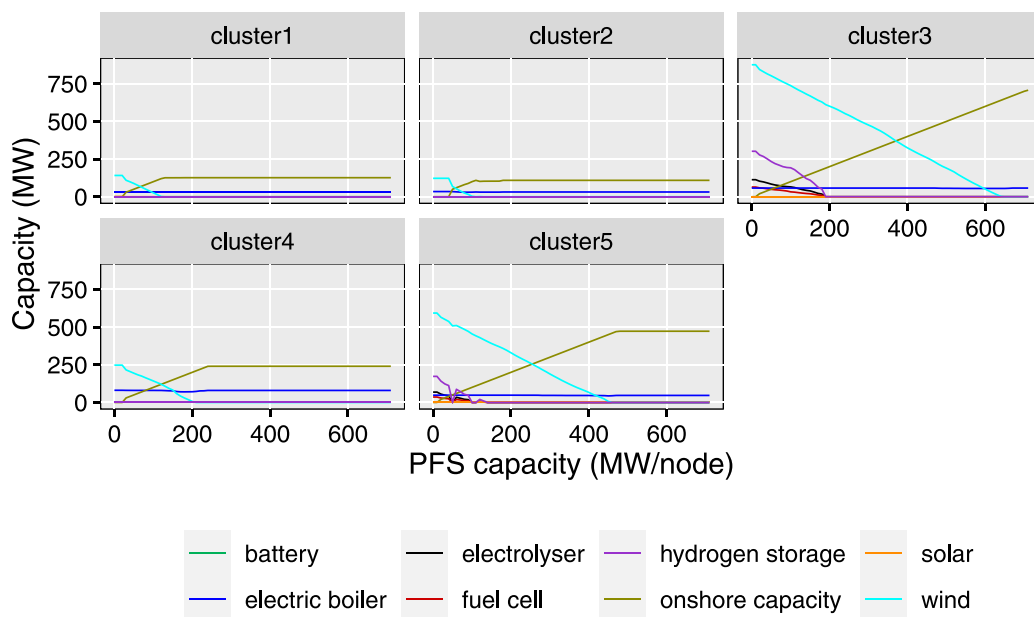 cluster1
cluster2
cluster3
750
500
250
0
0 200 400 600
cluster4
cluster5
750
500
250
0
0 200 400 600
0 200 400 600
Capacity (MW)
PFS capacity (MW/node)
battery
electrolyser
hydrogen storage
solar
electric boiler
fuel cell
onshore capacity
wind